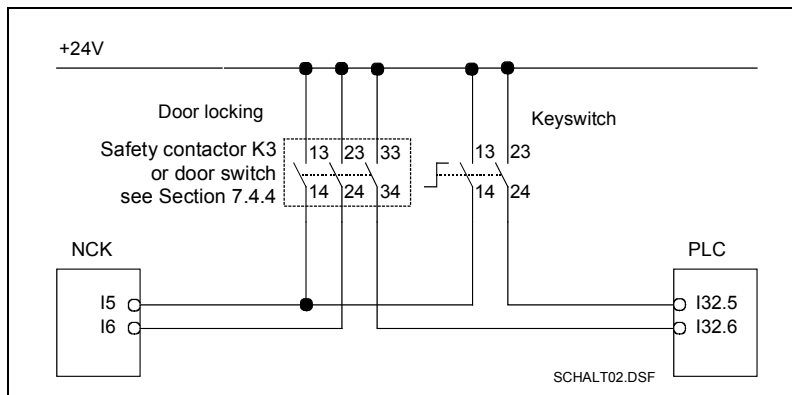 +24V
Door locking
Keyswitch
Safety contactor K3
or door switch
see Section 7.4.4
13 23 33
14 24 34
13 23
14 24
NCK
PLC
I5
I32.5
I6
I32.6
SCHALT02.DSF